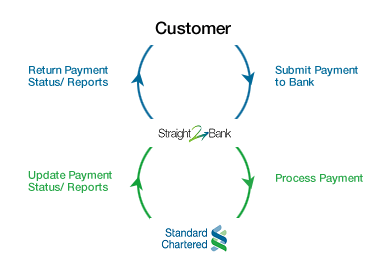 Customer
Return Payment
Status/ Reports
Submit Payment
to Bank
Straight2Bank
Update Payment
Status/ Reports
Process Payment
Standard
Chartered